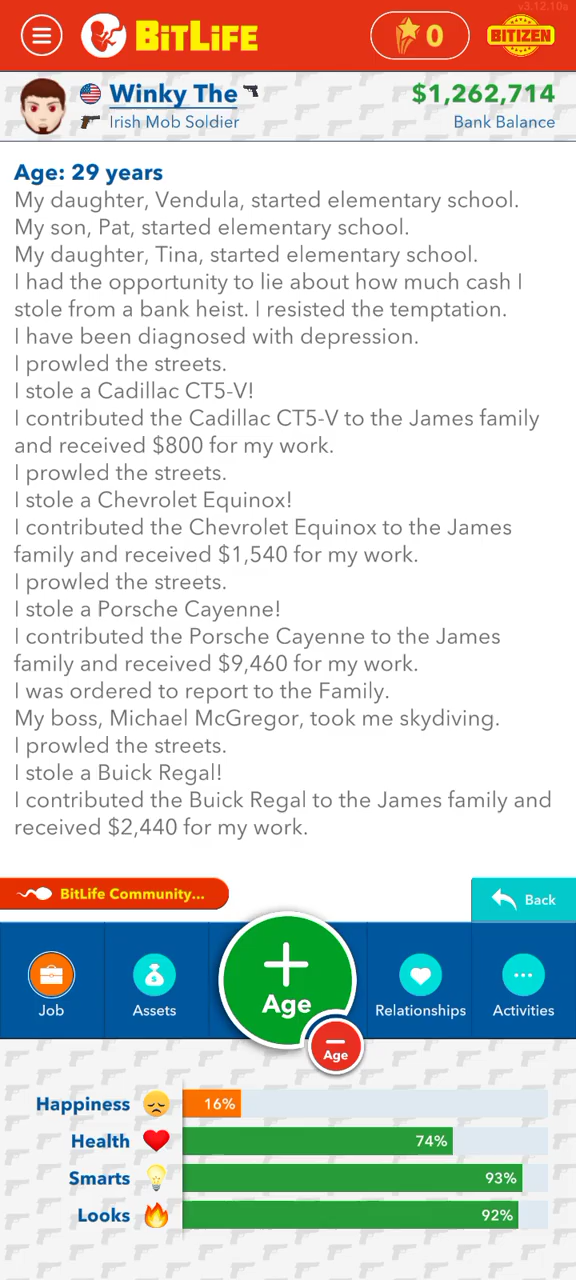 v3.12.10a
BITLIFE
0
BITIZEN
Winky The
$1,262,714
Irish Mob Soldier
Bank Balance
Age: 29 years
My daughter, Vendula, started elementary school.
My son, Pat, started elementary school.
My daughter, Tina, started elementary school.
I had the opportunity to lie about how much cash I
stole from a bank heist. I resisted the temptation.
I have been diagnosed with depression.
I prowled the streets.
I stole a Cadillac CT5-V!
I contributed the Cadillac CT5-V to the James family
and received $800 for my work.
I prowled the streets.
I stole a Chevrolet Equinox!
I contributed the Chevrolet Equinox to the James
family and received $1,540 for my work.
I prowled the streets.
I stole a Porsche Cayenne!
I contributed the Porsche Cayenne to the James
family and received $9,460 for my work.
I was ordered to report to the Family.
My boss, Michael McGregor, took me skydiving.
I prowled the streets.
I stole a Buick Regal!
I contributed the Buick Regal to the James family and
received $2,440 for my work.
BitLife Community...
Back
Job
Assets
Age
Relationships
Activities
Age
Happiness 16%
Health 74%
Smarts 93%
Looks 92%